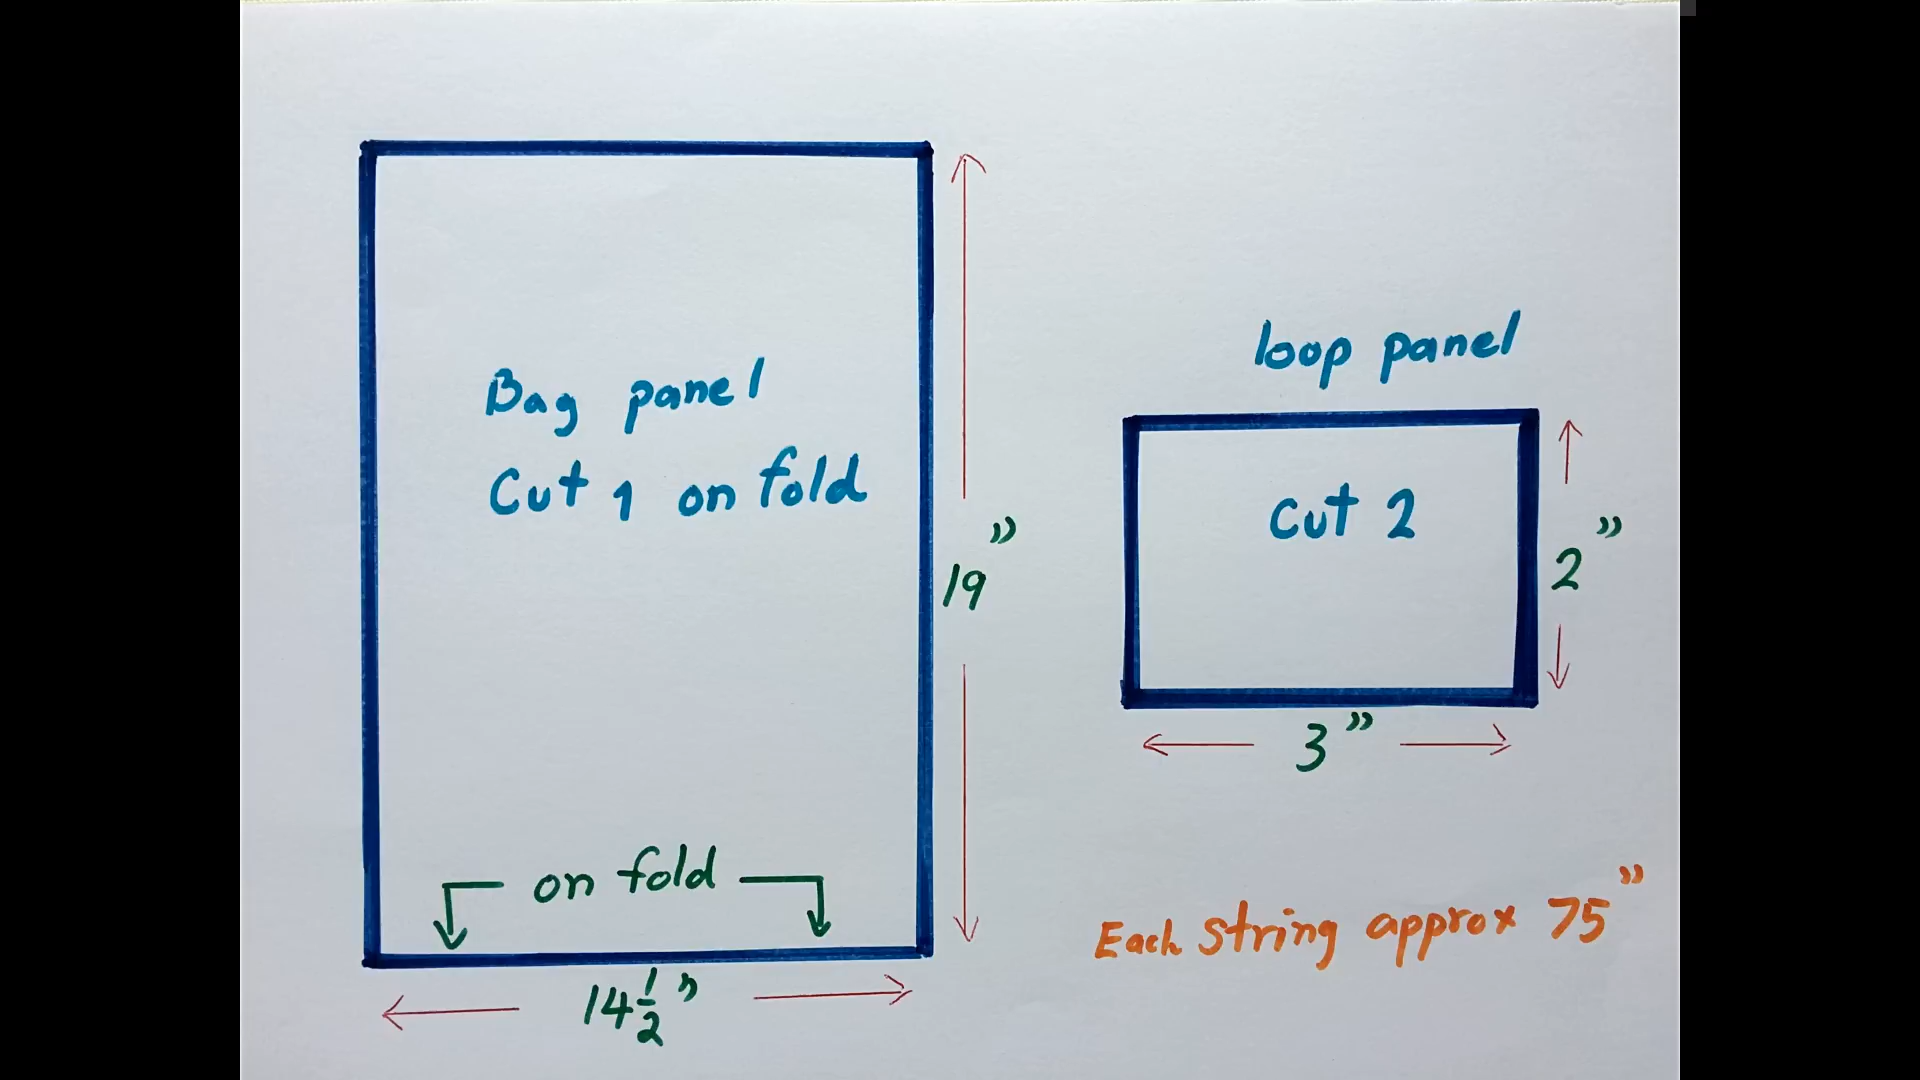 Bag panel
Cut 1 on fold
19"
on fold
14 1/2"
loop panel
cut 2
2"
3"
Each string approx 75"